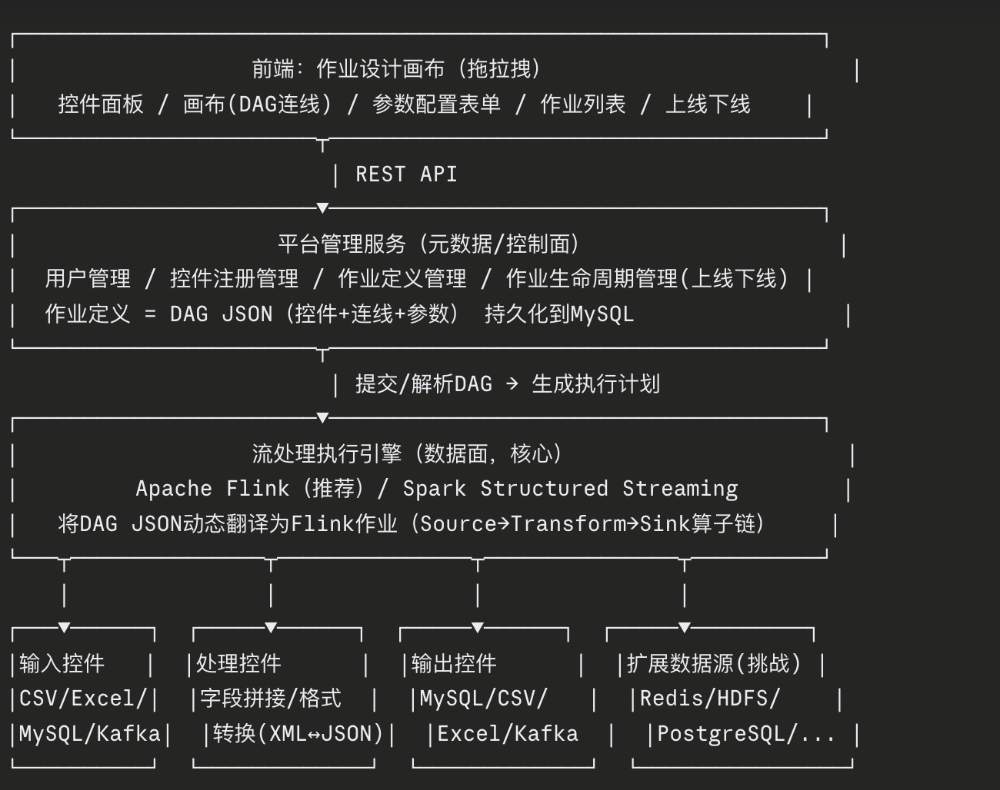 前端：作业设计画布（拖拉拽）
控件面板 / 画布(DAG连线) / 参数配置表单 / 作业列表 / 上线下线
REST API
平台管理服务（元数据/控制面）
用户管理 / 控件注册管理 / 作业定义管理 / 作业生命周期管理(上线下线)
作业定义 = DAG JSON（控件+连线+参数） 持久化到MySQL
提交/解析DAG → 生成执行计划
流处理执行引擎（数据面，核心）
Apache Flink（推荐）/ Spark Structured Streaming
将DAG JSON动态翻译为Flink作业（Source→Transform→Sink算子链）
输入控件 处理控件 输出控件 扩展数据源(挑战)
CSV/Excel/ 字段拼接/格式 MySQL/CSV/ Redis/HDFS/
MySQL/Kafka 转换(XML↔JSON) Excel/Kafka PostgreSQL/...